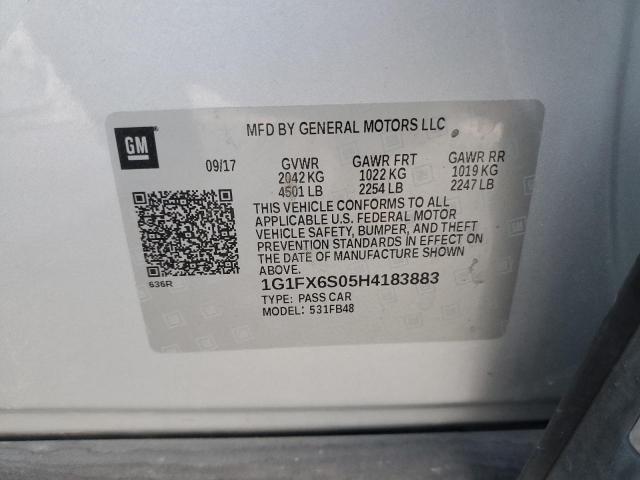 GM
MFD BY GENERAL MOTORS LLC
09/17 GVWR GAWR FRT GAWR RR
2042 KG 1022 KG 1019 KG
4501 LB 2254 LB 2247 LB
THIS VEHICLE CONFORMS TO ALL
APPLICABLE U.S. FEDERAL MOTOR
VEHICLE SAFETY, BUMPER, AND THEFT
PREVENTION STANDARDS IN EFFECT ON
THE DATE OF MANUFACTURE SHOWN
ABOVE.
636R
1G1FX6S05H4183883
TYPE: PASS CAR
MODEL: 531FB48